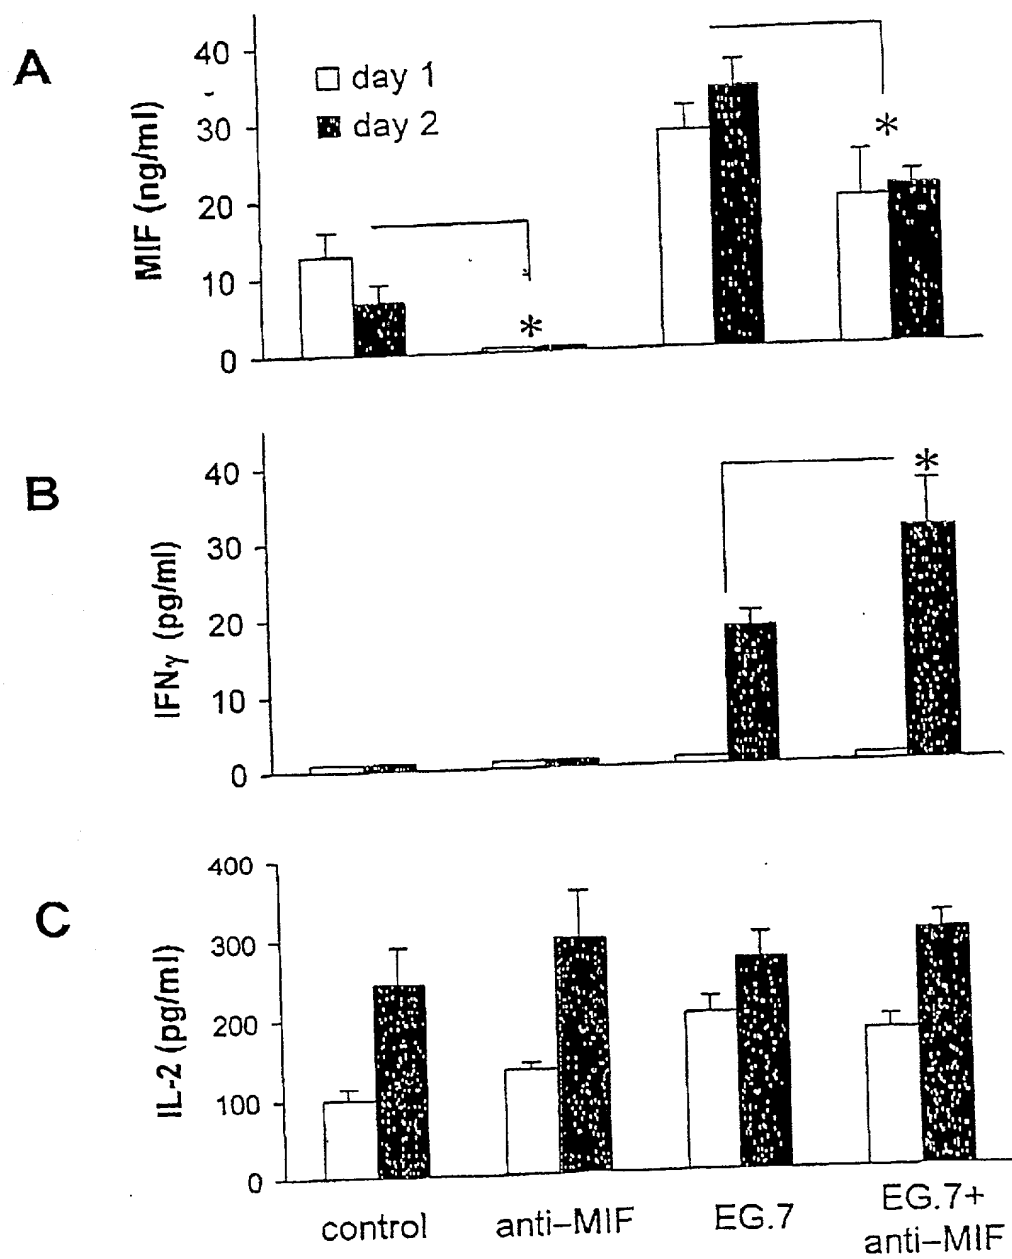 A
MIF (ng/ml)
40
30
20
10
0
day 1
day 2
*
*
B
IFNγ (pg/ml)
40
30
20
10
0
*
C
IL-2 (pg/ml)
400
300
200
100
0
control
anti–MIF
EG.7
EG.7+
anti–MIF